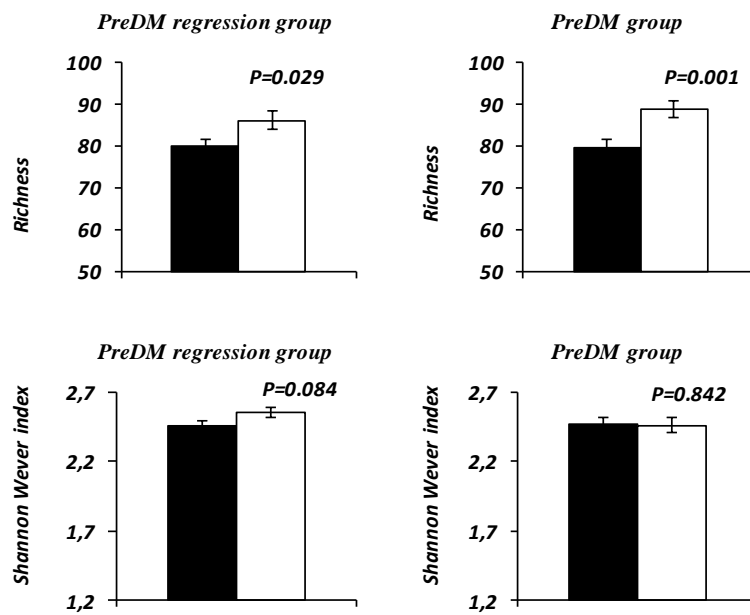 PreDM regression group
P=0.029
Richness
100
90
80
70
60
50
PreDM group
P=0.001
Richness
100
90
80
70
60
50
PreDM regression group
P=0.084
Shannon Wever index
2,7
2,2
1,7
1,2
PreDM group
P=0.842
Shannon Wever index
2,7
2,2
1,7
1,2